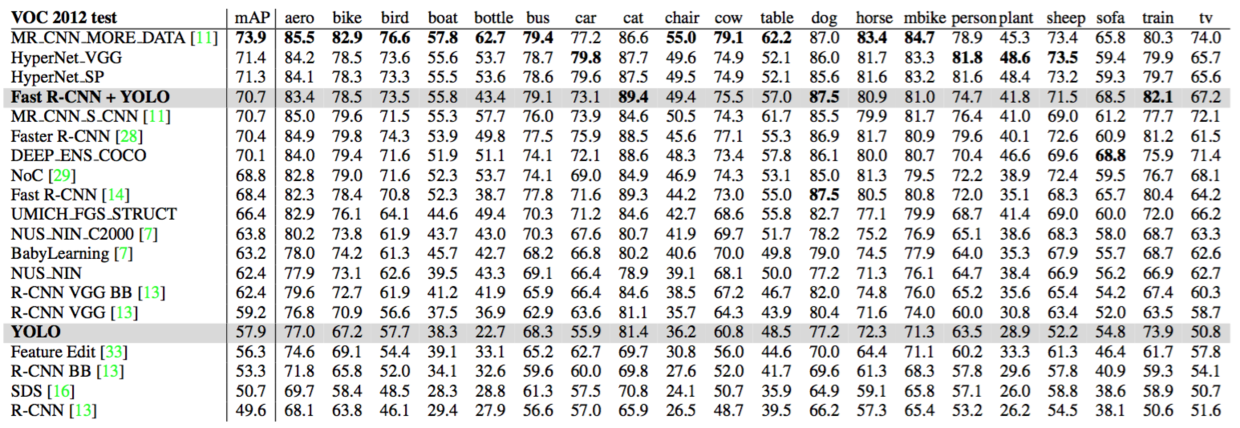 VOC 2012 test mAP aero bike bird boat bottle bus car cat chair cow table dog horse mbike person plant sheep sofa train tv
MR_CNN_MORE_DATA [11] 73.9 85.5 82.9 76.6 57.8 62.7 79.4 77.2 86.6 55.0 79.1 62.2 87.0 83.4 84.7 78.9 45.3 73.4 65.8 80.3 74.0
HyperNet_VGG 71.4 84.2 78.5 73.6 55.6 53.7 78.7 79.8 87.7 49.6 74.9 52.1 86.0 81.7 83.3 81.8 48.6 73.5 59.4 79.9 65.7
HyperNet_SP 71.3 84.1 78.3 73.3 55.5 53.6 78.6 79.6 87.5 49.5 74.9 52.1 85.6 81.6 83.2 81.6 48.4 73.2 59.3 79.7 65.6
Fast R-CNN + YOLO 70.7 83.4 78.5 73.5 55.8 43.4 79.1 73.1 89.4 49.4 75.5 57.0 87.5 80.9 81.0 74.7 41.8 71.5 68.5 82.1 67.2
MR_CNN_S_CNN [11] 70.7 85.0 79.6 71.5 55.3 57.7 76.0 73.9 84.6 50.5 74.3 61.7 85.5 79.9 81.7 76.4 41.0 69.0 61.2 77.7 72.1
Faster R-CNN [28] 70.4 84.9 79.8 74.3 53.9 49.8 77.5 75.9 88.5 45.6 77.1 55.3 86.9 81.7 80.9 79.6 40.1 72.6 60.9 81.2 61.5
DEEP_ENS_COCO 70.1 84.0 79.4 71.6 51.9 51.1 74.1 72.1 88.6 48.3 73.4 57.8 86.1 80.0 80.7 70.4 46.6 69.6 68.8 75.9 71.4
NoC [29] 68.8 82.8 79.0 71.6 52.3 53.7 74.1 69.0 84.9 46.9 74.3 53.1 85.0 81.3 79.5 72.2 38.9 72.4 59.5 76.7 68.1
Fast R-CNN [14] 68.4 82.3 78.4 70.8 52.3 38.7 77.8 71.6 89.3 44.2 73.0 55.0 87.5 80.5 80.8 72.0 35.1 68.3 65.7 80.4 64.2
UMICH_FGS_STRUCT 66.4 82.9 76.1 64.1 44.6 49.4 70.3 71.2 84.6 42.7 68.6 55.8 82.7 77.1 79.9 68.7 41.4 69.0 60.0 72.0 66.2
NUS_NIN_C2000 [7] 63.8 80.2 73.8 61.9 43.7 43.0 70.3 67.6 80.7 41.9 69.7 51.7 78.2 75.2 76.9 65.1 38.6 68.3 58.0 68.7 63.3
BabyLearning [7] 63.2 78.0 74.2 61.3 45.7 42.7 68.2 66.8 80.2 40.6 70.0 49.8 79.0 74.5 77.9 64.0 35.3 67.9 55.7 68.7 62.6
NUS_NIN 62.4 77.9 73.1 62.6 39.5 43.3 69.1 66.4 78.9 39.1 68.1 50.0 77.2 71.3 76.1 64.7 38.4 66.9 56.2 66.9 62.7
R-CNN VGG BB [13] 62.4 79.6 72.7 61.9 41.2 41.9 65.9 66.4 84.6 38.5 67.2 46.7 82.0 74.8 76.0 65.2 35.6 65.4 54.2 67.4 60.3
R-CNN VGG [13] 59.2 76.8 70.9 56.6 37.5 36.9 62.9 63.6 81.1 35.7 64.3 43.9 80.4 71.6 74.0 60.0 30.8 63.4 52.0 63.5 58.7
YOLO 57.9 77.0 67.2 57.7 38.3 22.7 68.3 55.9 81.4 36.2 60.8 48.5 77.2 72.3 71.3 63.5 28.9 52.2 54.8 73.9 50.8
Feature Edit [33] 56.3 74.6 69.1 54.4 39.1 33.1 65.2 62.7 69.7 30.8 56.0 44.6 70.0 64.4 71.1 60.2 33.3 61.3 46.4 61.7 57.8
R-CNN BB [13] 53.3 71.8 65.8 52.0 34.1 32.6 59.6 60.0 69.8 27.6 52.0 41.7 69.6 61.3 68.3 57.8 29.6 57.8 40.9 59.3 54.1
SDS [16] 50.7 69.7 58.4 48.5 28.3 28.8 61.3 57.5 70.8 24.1 50.7 35.9 64.9 59.1 65.8 57.1 26.0 58.8 38.6 58.9 50.7
R-CNN [13] 49.6 68.1 63.8 46.1 29.4 27.9 56.6 57.0 65.9 26.5 48.7 39.5 66.2 57.3 65.4 53.2 26.2 54.5 38.1 50.6 51.6